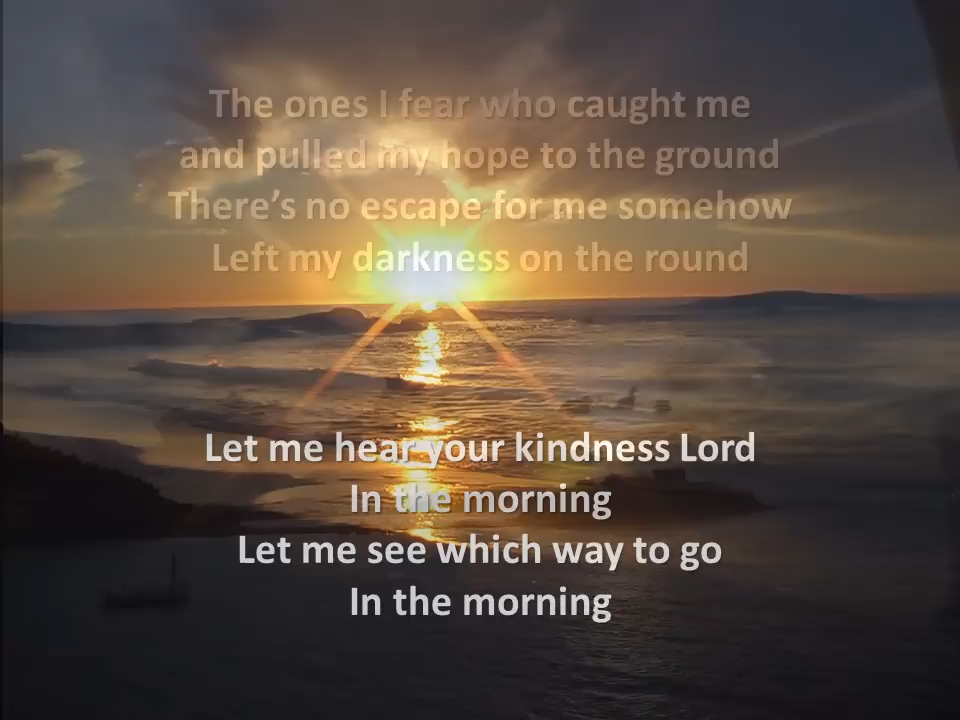 The ones I fear who caught me
and pulled my hope to the ground
There’s no escape for me somehow
Left my darkness on the round
Let me hear your kindness Lord
In the morning
Let me see which way to go
In the morning